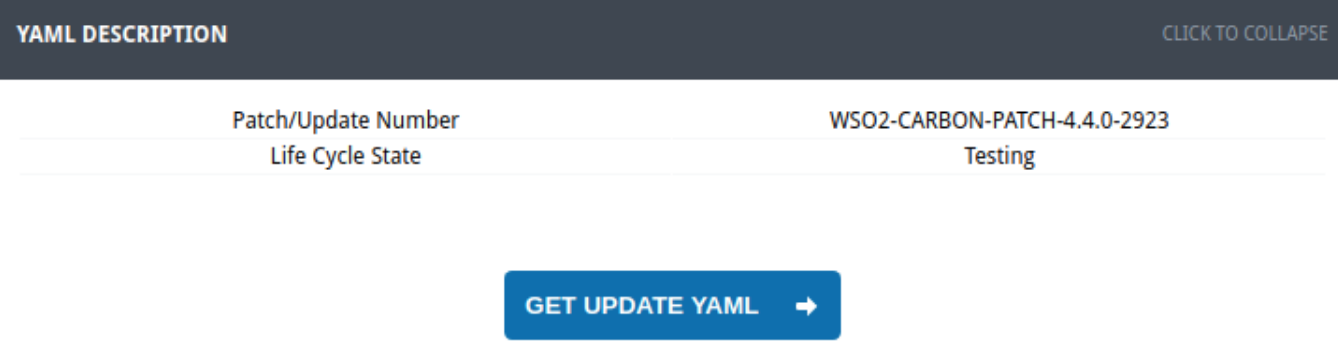 YAML DESCRIPTION CLICK TO COLLAPSE
Patch/Update Number WSO2-CARBON-PATCH-4.4.0-2923
Life Cycle State Testing
GET UPDATE YAML